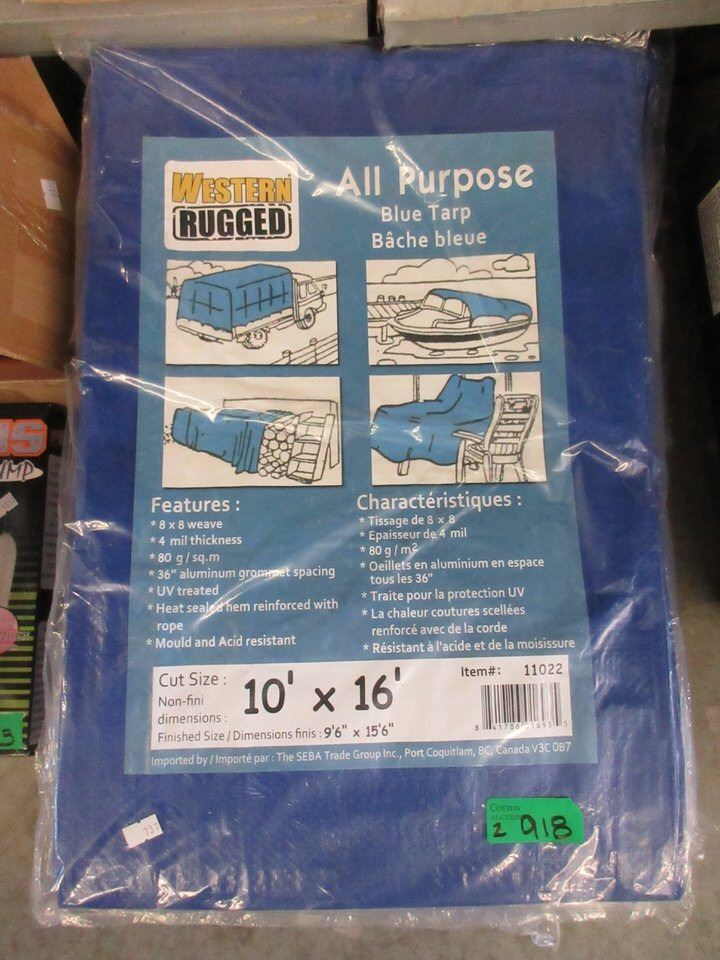 WESTERN
RUGGED
All Purpose
Blue Tarp
Bâche bleue
Features :
* 8 x 8 weave
* 4 mil thickness
* 80 g / sq.m
* 36" aluminum grommet spacing
* UV treated
* Heat sealed hem reinforced with
rope
* Mould and Acid resistant
Charactéristiques :
* Tissage de 8 x 8
* Epaisseur de 4 mil
* 80 g / m2
* Oeillets en aluminium en espace
tous les 36"
* Traite pour la protection UV
* La chaleur coutures scellées
renforcé avec de la corde
* Résistant à l'acide et de la moisissure
Cut Size :
Non-fini
dimensions :
10' x 16'
Finished Size / Dimensions finis : 9'6" x 15'6"
Item#: 11022
Imported by / Importé par : The SEBA Trade Group Inc., Port Coquitlam, BC, Canada V3C 0B7
737
COTTON
AUCTION
2 918